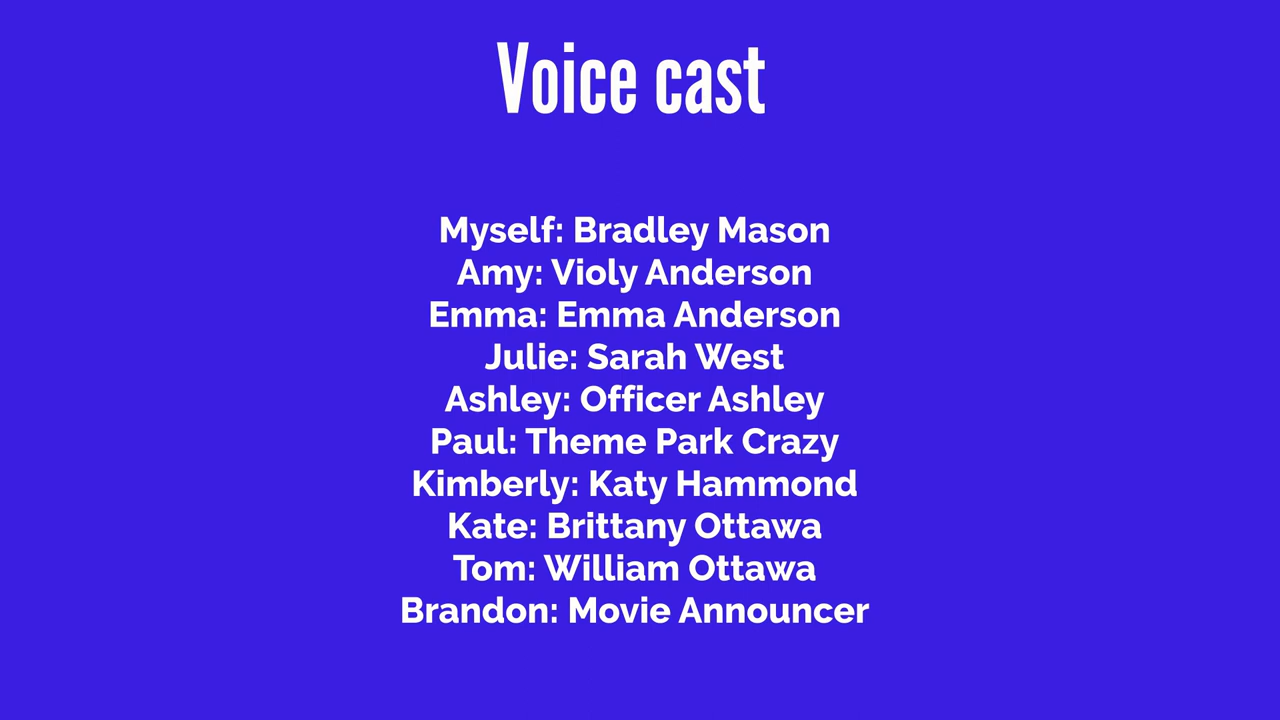 Voice cast
Myself: Bradley Mason
Amy: Violy Anderson
Emma: Emma Anderson
Julie: Sarah West
Ashley: Officer Ashley
Paul: Theme Park Crazy
Kimberly: Katy Hammond
Kate: Brittany Ottawa
Tom: William Ottawa
Brandon: Movie Announcer